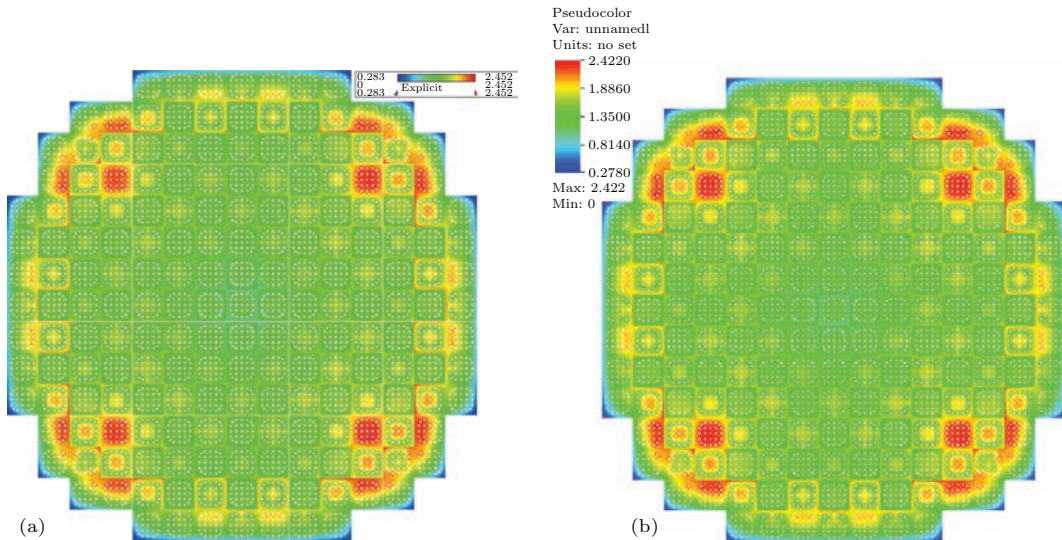 0.283 2.452
0 Explicit 2.452
0.283 2.452
(a)
Pseudocolor
Var: unnamedl
Units: no set
2.4220
1.8860
1.3500
0.8140
0.2780
Max: 2.422
Min: 0
(b)